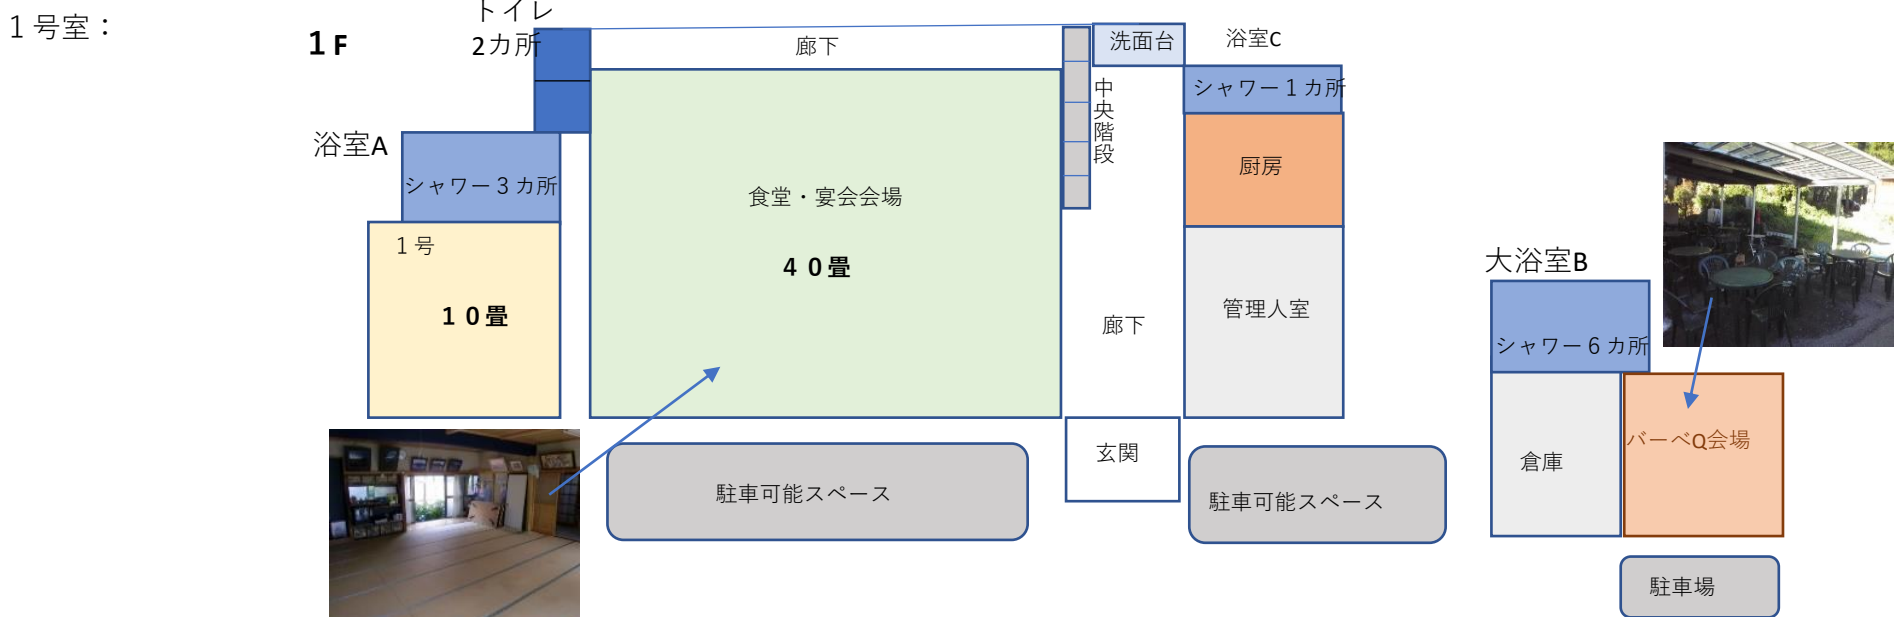 １号室：
１F
トイレ
2カ所
廊下
洗面台
浴室C
シャワー１カ所
中央階段
厨房
浴室A
シャワー３カ所
食堂・宴会会場
４０畳
１号
１０畳
廊下
管理人室
大浴室B
シャワー６カ所
倉庫
バーベQ会場
玄関
駐車可能スペース
駐車可能スペース
駐車場